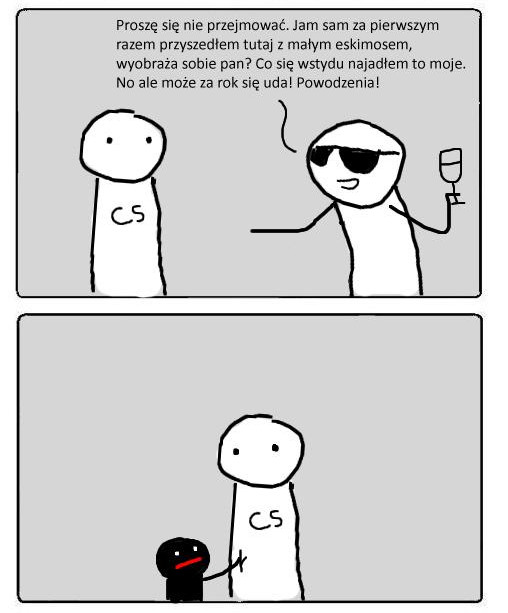 Proszę się nie przejmować. Jam sam za pierwszym
razem przyszedłem tutaj z małym eskimosem,
wyobraża sobie pan? Co się wstydu najadłem to moje.
No ale może za rok się uda! Powodzenia!
CS
CS